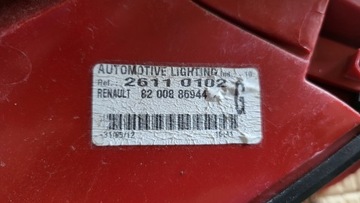 AUTOMOTIVE LIGHTING
Ref. 2611 0102
RENAULT 82 008 86944
G